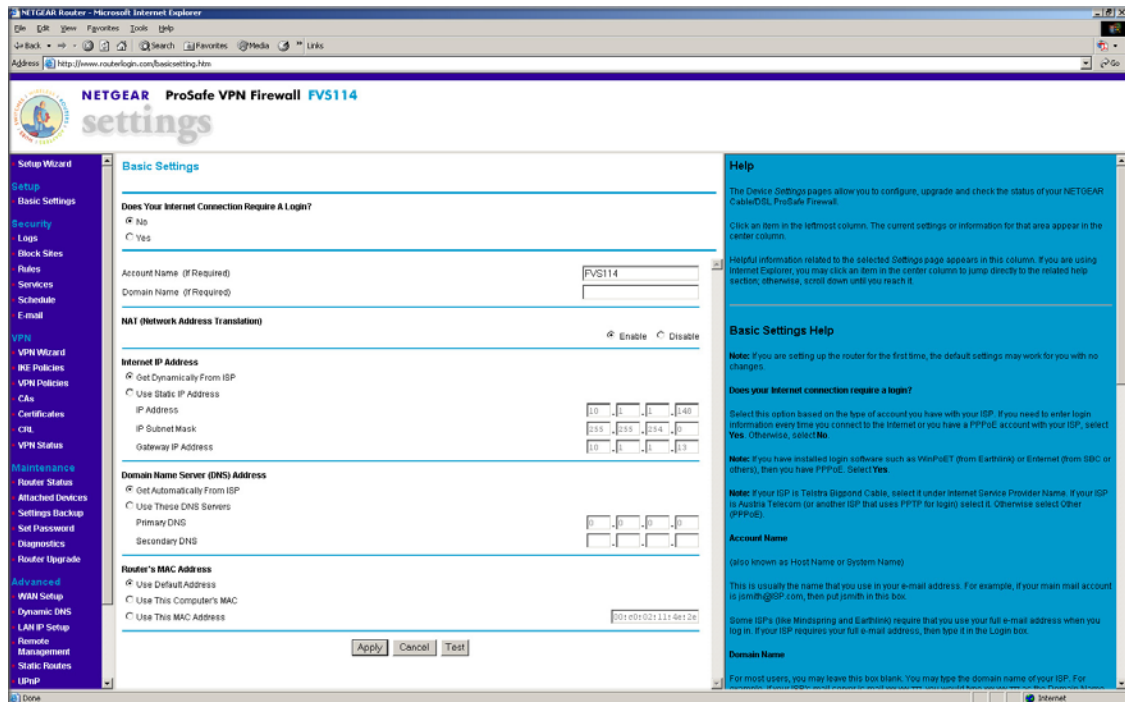 NETGEAR Router - Microsoft Internet Explorer
File Edit View Favorites Tools Help
Back Search Favorites Media Links
Address http://www.routerlogin.com/basicsetting.htm Go
NETGEAR ProSafe VPN Firewall FVS114
settings
Setup Wizard
Setup
Basic Settings
Security
Logs
Block Sites
Rules
Services
Schedule
E-mail
VPN
VPN Wizard
IKE Policies
VPN Policies
CAs
Certificates
CRL
VPN Status
Maintenance
Router Status
Attached Devices
Settings Backup
Set Password
Diagnostics
Router Upgrade
Advanced
WAN Setup
Dynamic DNS
LAN IP Setup
Remote
Management
Static Routes
UPnP
Basic Settings
Does Your Internet Connection Require A Login?
No
Yes
Account Name (If Required) FVS114
Domain Name (If Required)
NAT (Network Address Translation)
Enable Disable
Internet IP Address
Get Dynamically From ISP
Use Static IP Address
IP Address 10 . 1 . 1 . 148
IP Subnet Mask 255 . 255 . 254 . 0
Gateway IP Address 10 . 1 . 1 . 13
Domain Name Server (DNS) Address
Get Automatically From ISP
Use These DNS Servers
Primary DNS 0 . 0 . 0 . 0
Secondary DNS . . .
Router's MAC Address
Use Default Address
Use This Computer's MAC
Use This MAC Address 00:c0:02:11:4e:2e
Apply Cancel Test
Help
The Device Settings pages allow you to configure, upgrade and check the status of your NETGEAR
Cable/DSL ProSafe Firewall.
Click an item in the leftmost column. The current settings or information for that area appear in the
center column.
Helpful information related to the selected Settings page appears in this column. If you are using
Internet Explorer, you may click an item in the center column to jump directly to the related help
section; otherwise, scroll down until you reach it.
Basic Settings Help
Note: If you are setting up the router for the first time, the default settings may work for you with no
changes.
Does your Internet connection require a login?
Select this option based on the type of account you have with your ISP. If you need to enter login
information every time you connect to the Internet or you have a PPPoE account with your ISP, select
Yes. Otherwise, select No.
Note: If you have installed login software such as WinPoET (from Earthlink) or Enternet (from SBC or
others), then you have PPPoE. Select Yes.
Note: If your ISP is Telstra Bigpond Cable, select it under Internet Service Provider Name. If your ISP
is Austria Telecom (or another ISP that uses PPTP for login) select it. Otherwise select Other
(PPPoE).
Account Name
(also known as Host Name or System Name)
This is usually the name that you use in your e-mail address. For example, if your main mail account
is jsmith@ISP.com, then put jsmith in this box.
Some ISPs (like Mindspring and Earthlink) require that you use your full e-mail address when you
log in. If your ISP requires your full e-mail address, then type it in the Login box.
Domain Name
For most users, you may leave this box blank. You may type the domain name of your ISP. For
Done Internet